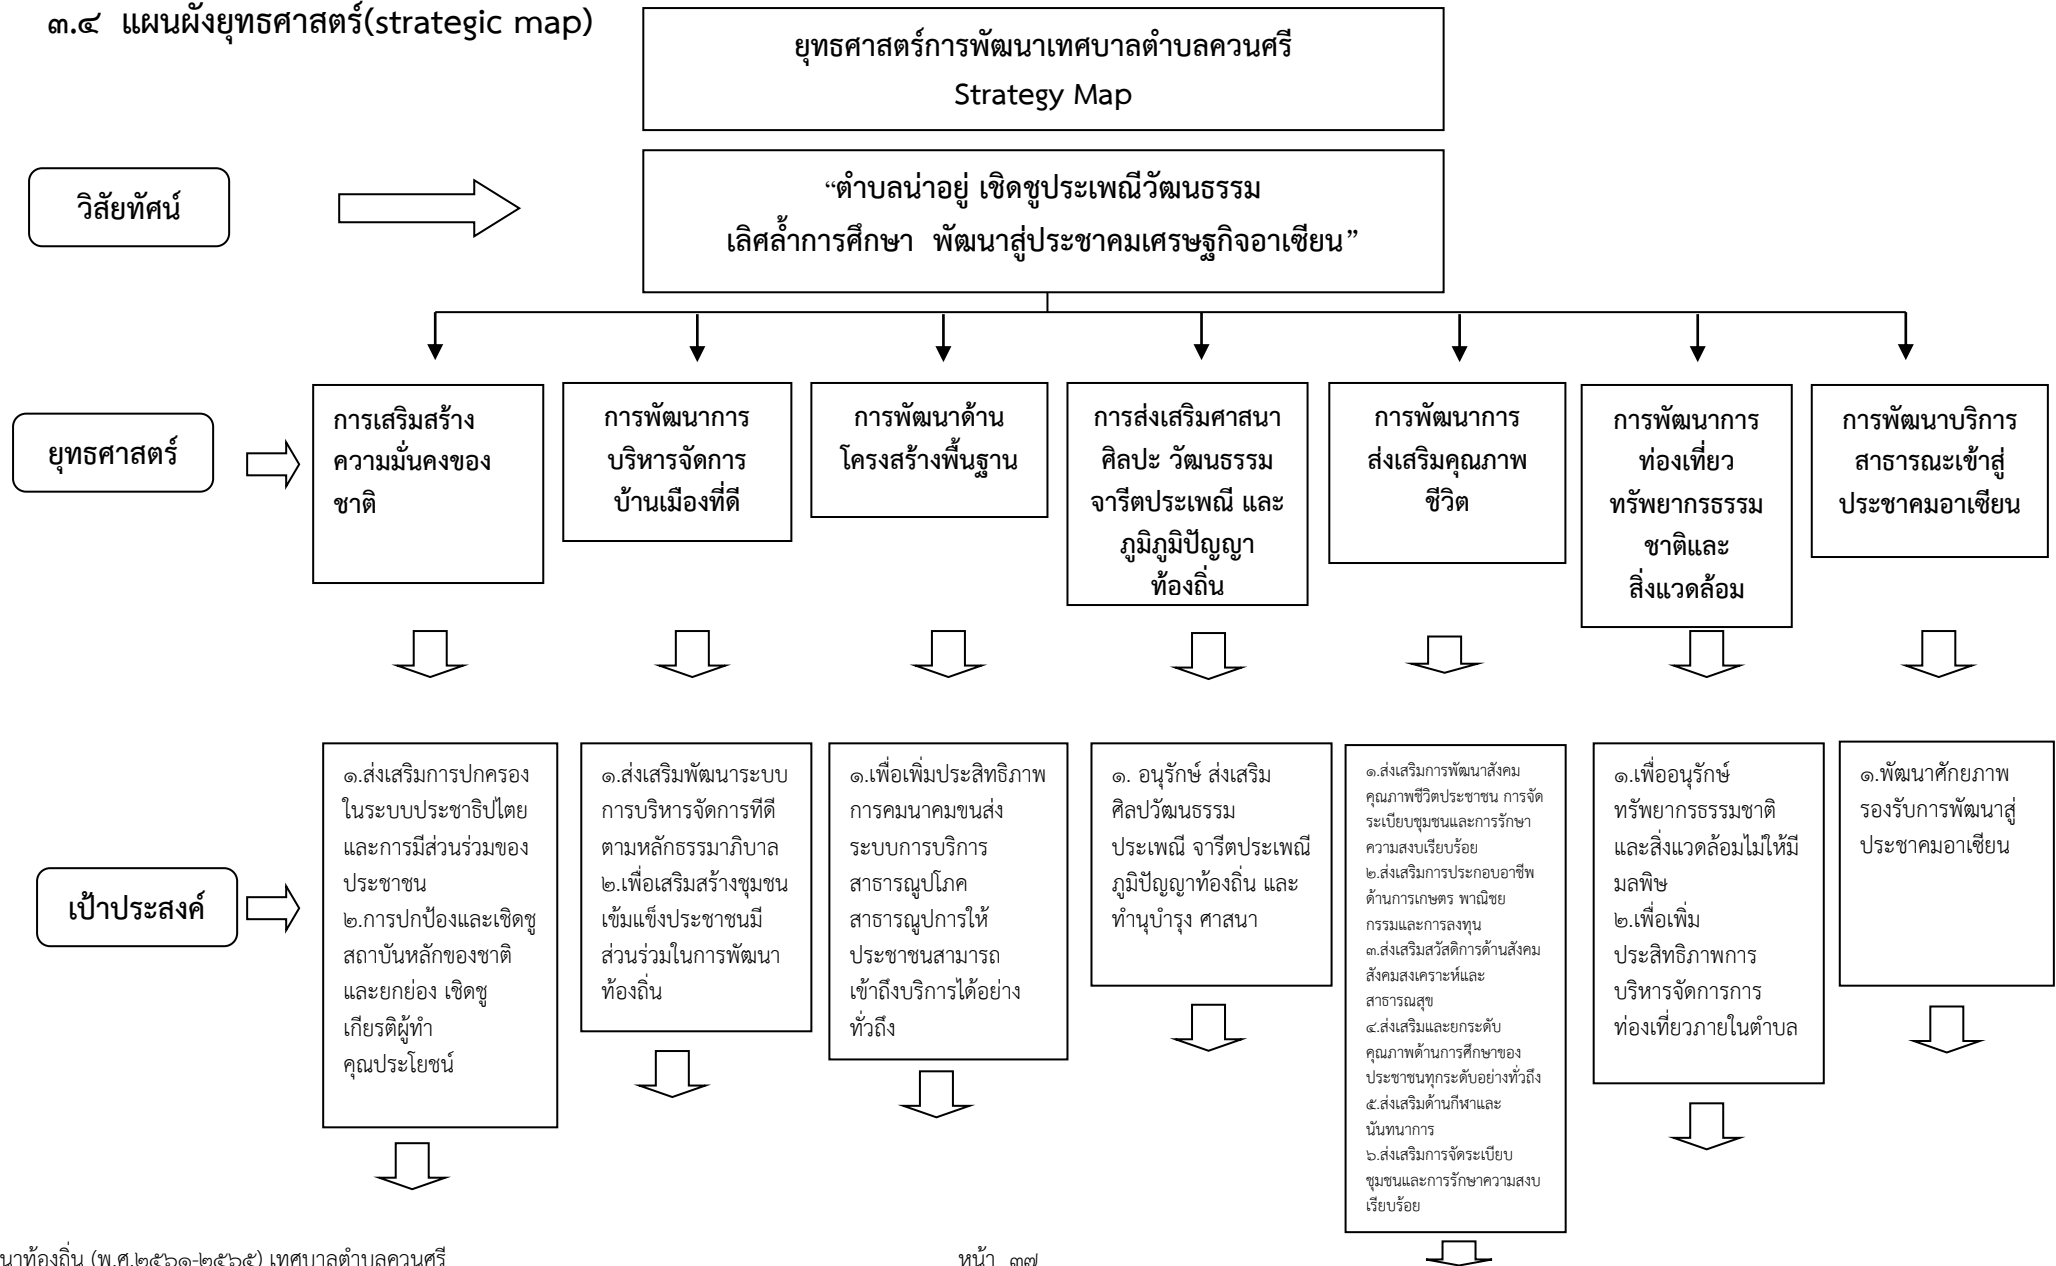 ๓.๔ แผนผังยุทธศาสตร์(strategic map)
ยุทธศาสตร์การพัฒนาเทศบาลตำบลควนศรี
Strategy Map
วิสัยทัศน์
“ตำบลน่าอยู่ เชิดชูประเพณีวัฒนธรรม
เลิศล้ำการศึกษา พัฒนาสู่ประชาคมเศรษฐกิจอาเซียน”
ยุทธศาสตร์
การเสริมสร้าง
ความมั่นคงของ
ชาติ
การพัฒนาการ
บริหารจัดการ
บ้านเมืองที่ดี
การพัฒนาด้าน
โครงสร้างพื้นฐาน
การส่งเสริมศาสนา
ศิลปะ วัฒนธรรม
จารีตประเพณี และ
ภูมิภูมิปัญญา
ท้องถิ่น
การพัฒนาการ
ส่งเสริมคุณภาพ
ชีวิต
การพัฒนาการ
ท่องเที่ยว
ทรัพยากรธรรม
ชาติและ
สิ่งแวดล้อม
การพัฒนาบริการ
สาธารณะเข้าสู่
ประชาคมอาเซียน
เป้าประสงค์
๑.ส่งเสริมการปกครอง
ในระบบประชาธิปไตย
และการมีส่วนร่วมของ
ประชาชน
๒.การปกป้องและเชิดชู
สถาบันหลักของชาติ
และยกย่อง เชิดชู
เกียรติผู้ทำ
คุณประโยชน์
๑.ส่งเสริมพัฒนาระบบ
การบริหารจัดการที่ดี
ตามหลักธรรมาภิบาล
๒.เพื่อเสริมสร้างชุมชน
เข้มแข็งประชาชนมี
ส่วนร่วมในการพัฒนา
ท้องถิ่น
๑.เพื่อเพิ่มประสิทธิภาพ
การคมนาคมขนส่ง
ระบบการบริการ
สาธารณูปโภค
สาธารณูปการให้
ประชาชนสามารถ
เข้าถึงบริการได้อย่าง
ทั่วถึง
๑. อนุรักษ์ ส่งเสริม
ศิลปวัฒนธรรม
ประเพณี จารีตประเพณี
ภูมิปัญญาท้องถิ่น และ
ทำนุบำรุง ศาสนา
๑.ส่งเสริมการพัฒนาสังคม
คุณภาพชีวิตประชาชน การจัด
ระเบียบชุมชนและการรักษา
ความสงบเรียบร้อย
๒.ส่งเสริมการประกอบอาชีพ
ด้านการเกษตร พาณิชย
กรรมและการลงทุน
๓.ส่งเสริมสวัสดิการด้านสังคม
สังคมสงเคราะห์และ
สาธารณสุข
๔.ส่งเสริมและยกระดับ
คุณภาพด้านการศึกษาของ
ประชาชนทุกระดับอย่างทั่วถึง
๕.ส่งเสริมด้านกีฬาและ
นันทนาการ
๖.ส่งเสริมการจัดระเบียบ
ชุมชนและการรักษาความสงบ
เรียบร้อย
๑.เพื่ออนุรักษ์
ทรัพยากรธรรมชาติ
และสิ่งแวดล้อมไม่ให้มี
มลพิษ
๒.เพื่อเพิ่ม
ประสิทธิภาพการ
บริหารจัดการการ
ท่องเที่ยวภายในตำบล
๑.พัฒนาศักยภาพ
รองรับการพัฒนาสู่
ประชาคมอาเซียน
นาท้องถิ่น (พ.ศ.๒๕๖๑-๒๕๖๕) เทศบาลตำบลควนศรี
หน้า ๓๗